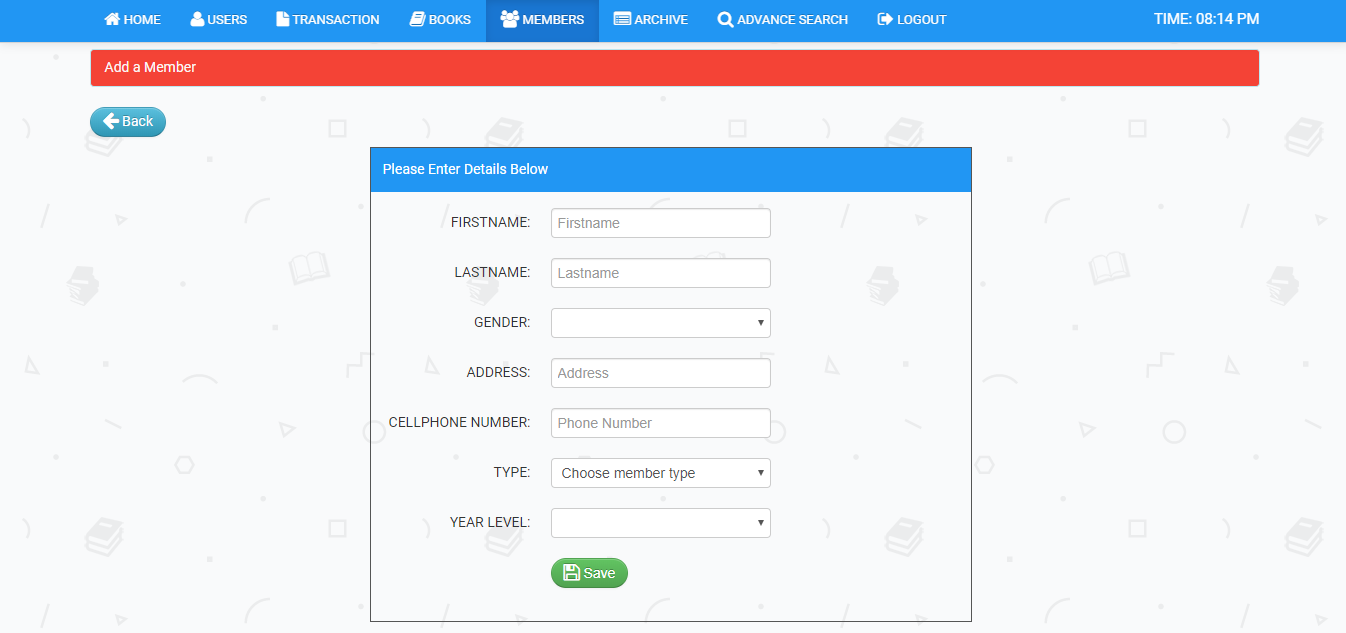 HOME USERS TRANSACTION BOOKS MEMBERS ARCHIVE ADVANCE SEARCH LOGOUT TIME: 08:14 PM
Add a Member
Back
Please Enter Details Below
FIRSTNAME: Firstname
LASTNAME: Lastname
GENDER:
ADDRESS: Address
CELLPHONE NUMBER: Phone Number
TYPE: Choose member type
YEAR LEVEL:
Save